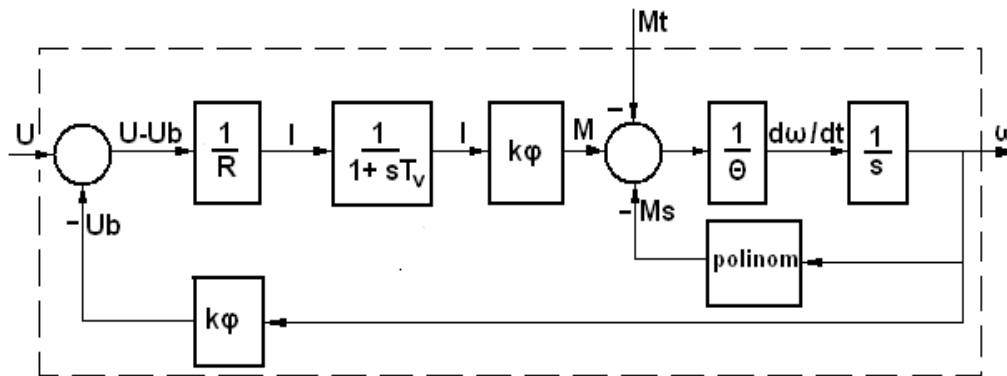 Mt
U
U-Ub
1
R
I
1
1+ sTv
I
kφ
M
−
1
Θ
dω/dt
1
s
ω
− Ub
− Ms
polinom
kφ